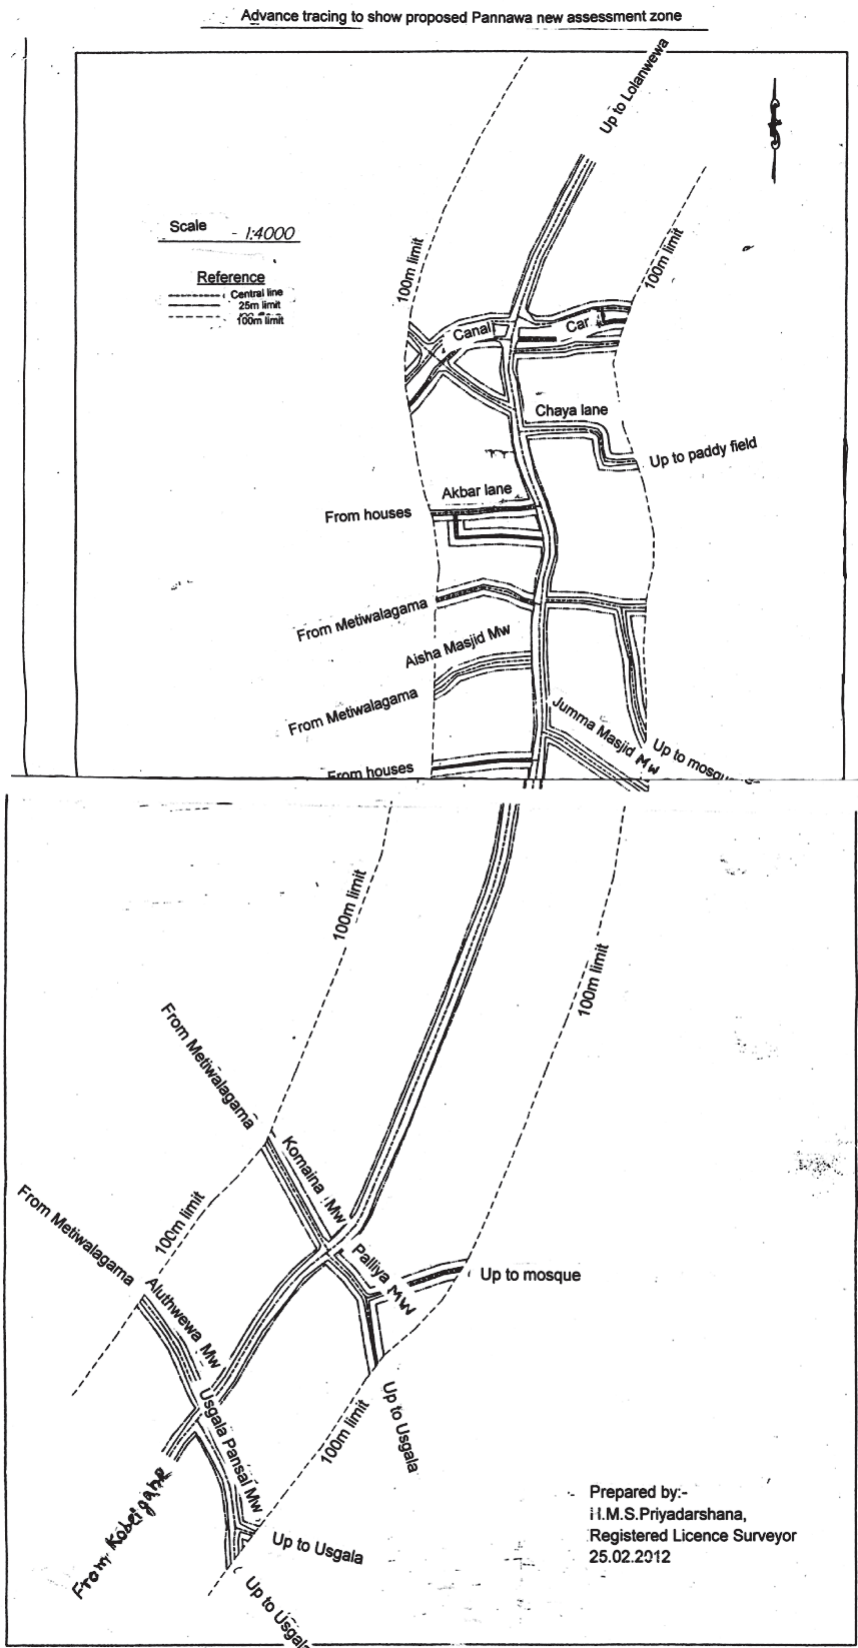 Advance tracing to show proposed Pannawa new assessment zone
Up to Lolanwewa
Scale - 1:4000
100m limit
100m limit
Reference
Central line
25m limit
100m limit
Canal
Car
Chaya lane
Up to paddy field
Akbar lane
From houses
From Metiwalagama
Aisha Masjid Mw
From Metiwalagama
Jumma Masjid MW
Up to
From houses
100m limit
100m limit
From Metiwalagama
Komaina Mw
100m limit
From Metiwalagama
Palliya MW
Up to mosque
Aluthwewa Mw
Usgala Pansal Mw
Up to Usgala
100m limit
From Kobeigane
Prepared by:-
H.M.S.Priyadarshana,
Registered Licence Surveyor
25.02.2012
Up to Usgala
Up to Usgala